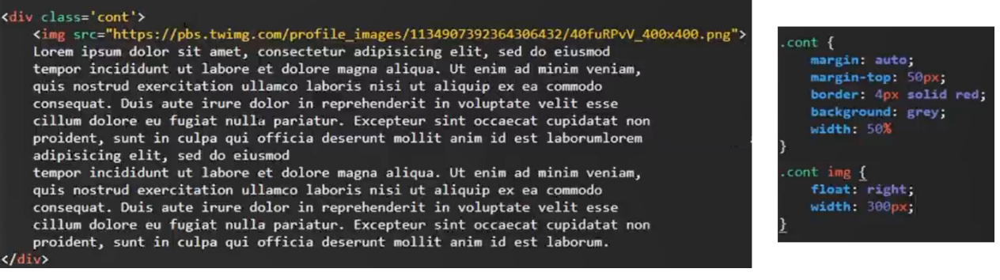 <div class='cont'>
<img src="https://pbs.twimg.com/profile_images/1134907392364306432/40fuRPvV_400x400.png">
Lorem ipsum dolor sit amet, consectetur adipisicing elit, sed do eiusmod
tempor incididunt ut labore et dolore magna aliqua. Ut enim ad minim veniam,
quis nostrud exercitation ullamco laboris nisi ut aliquip ex ea commodo
consequat. Duis aute irure dolor in reprehenderit in voluptate velit esse
cillum dolore eu fugiat nulla pariatur. Excepteur sint occaecat cupidatat non
proident, sunt in culpa qui officia deserunt mollit anim id est laborumlorem
adipisicing elit, sed do eiusmod
tempor incididunt ut labore et dolore magna aliqua. Ut enim ad minim veniam,
quis nostrud exercitation ullamco laboris nisi ut aliquip ex ea commodo
consequat. Duis aute irure dolor in reprehenderit in voluptate velit esse
cillum dolore eu fugiat nulla pariatur. Excepteur sint occaecat cupidatat non
proident, sunt in culpa qui officia deserunt mollit anim id est laborum.
</div>
.cont {
margin: auto;
margin-top: 50px;
border: 4px solid red;
background: grey;
width: 50%
}
.cont img {
float: right;
width: 300px;
}